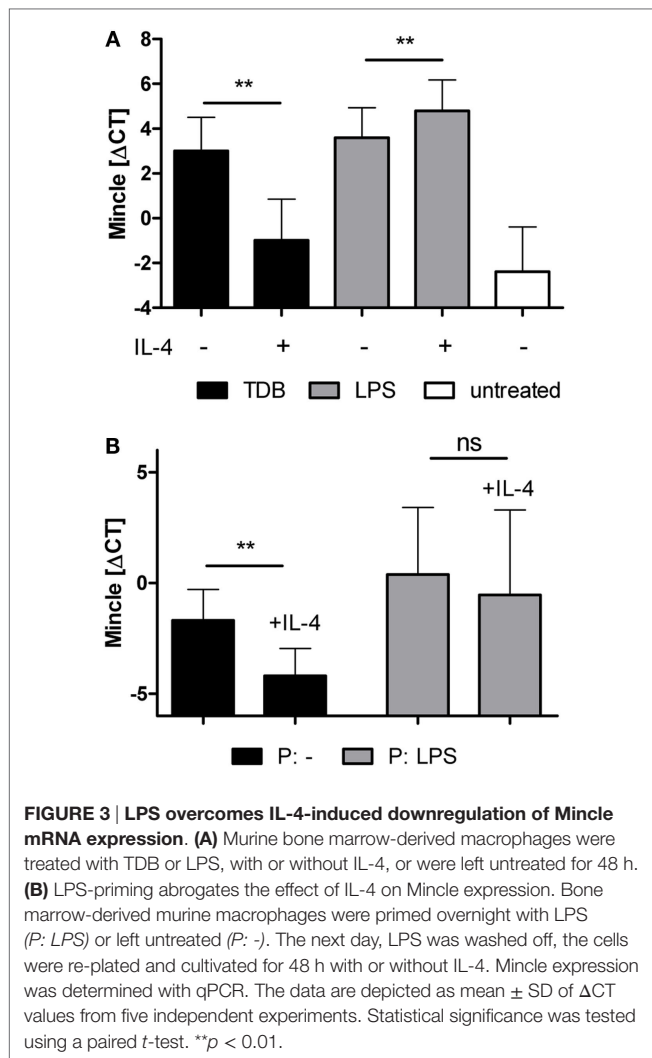 A
Mincle [ΔCT]
8
6
4
2
0
-2
-4
**
**
IL-4 - + - + -
TDB LPS untreated
B
Mincle [ΔCT]
5
0
-5
**
+IL-4
ns
+IL-4
P: - P: LPS
FIGURE 3 | LPS overcomes IL-4-induced downregulation of Mincle
mRNA expression. (A) Murine bone marrow-derived macrophages were
treated with TDB or LPS, with or without IL-4, or were left untreated for 48 h.
(B) LPS-priming abrogates the effect of IL-4 on Mincle expression. Bone
marrow-derived murine macrophages were primed overnight with LPS
(P: LPS) or left untreated (P: -). The next day, LPS was washed off, the cells
were re-plated and cultivated for 48 h with or without IL-4. Mincle expression
was determined with qPCR. The data are depicted as mean ± SD of ΔCT
values from five independent experiments. Statistical significance was tested
using a paired t-test. **p < 0.01.